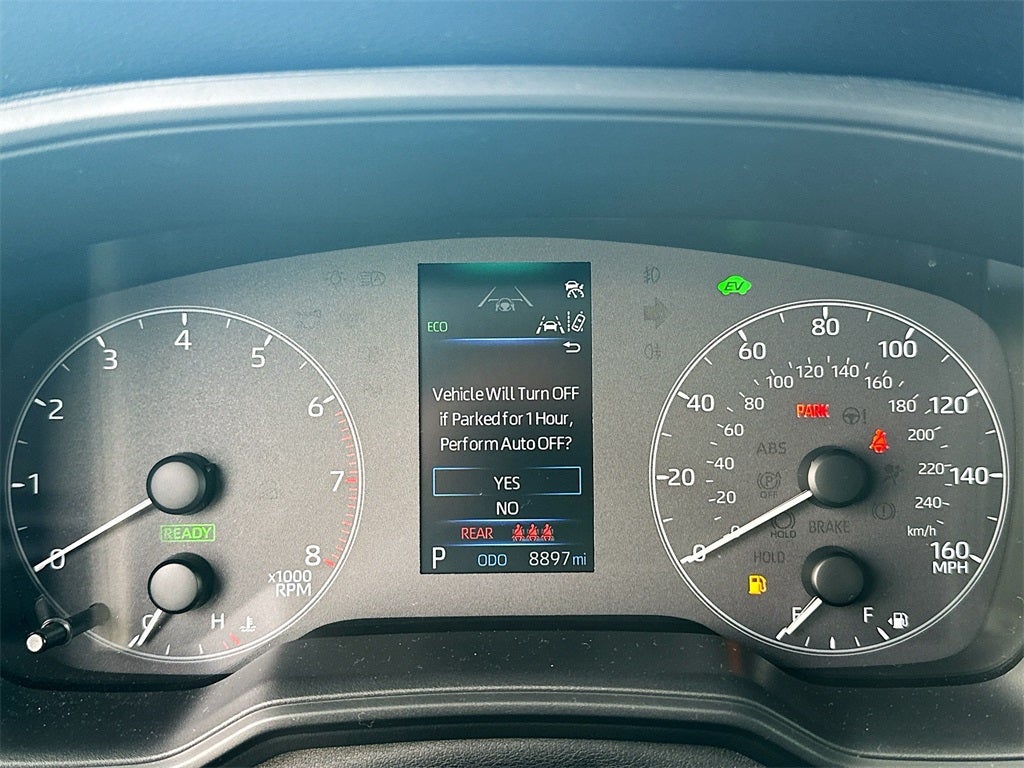 EV
ECO
Vehicle Will Turn OFF
if Parked for 1 Hour,
Perform Auto OFF?
YES
NO
REAR
P ODO 8897 mi
0 1 2 3 4 5 6 7 8
x1000
RPM
READY
C H
0 20 40 60 80 100 120 140 160
MPH
0 20 40 60 80 100 120 140 160 180 200 220 240
km/h
PARK
ABS
P
OFF
HOLD
BRAKE
HOLD
E F